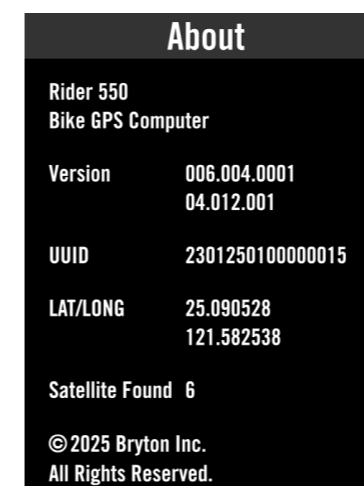 About
Rider 550
Bike GPS Computer
Version 006.004.0001
04.012.001
UUID 2301250100000015
LAT/LONG 25.090528
121.582538
Satellite Found 6
© 2025 Bryton Inc.
All Rights Reserved.